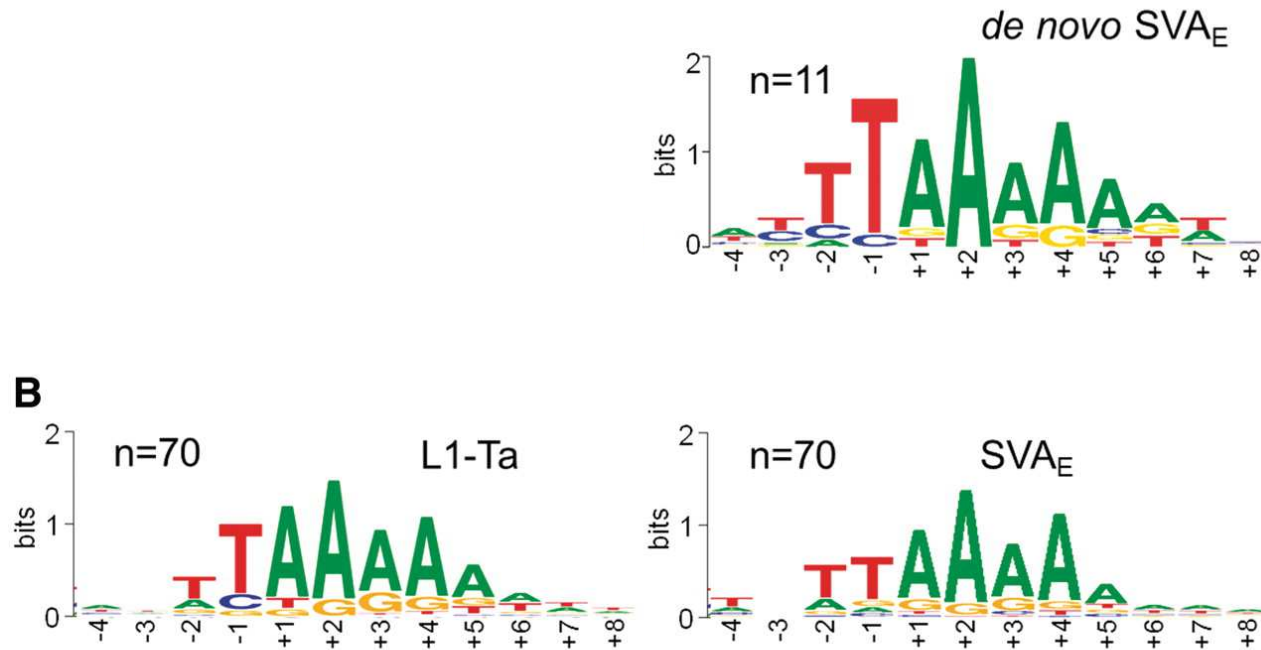 de novo SVAE
n=11
bits
2
1
0
A T T T A A A A A A T
C C C G G G C G A
A T T G T
-4 -3 -2 -1 +1 +2 +3 +4 +5 +6 +7 +8
B
n=70
L1-Ta
bits
2
1
0
T T A A A A A A T
A C T G G G G T A
G G T
-4 -3 -2 -1 +1 +2 +3 +4 +5 +6 +7 +8
n=70
SVAE
bits
2
1
0
T T T A A A A A A A
A A A G G G G T
G
-4 -3 -2 -1 +1 +2 +3 +4 +5 +6 +7 +8